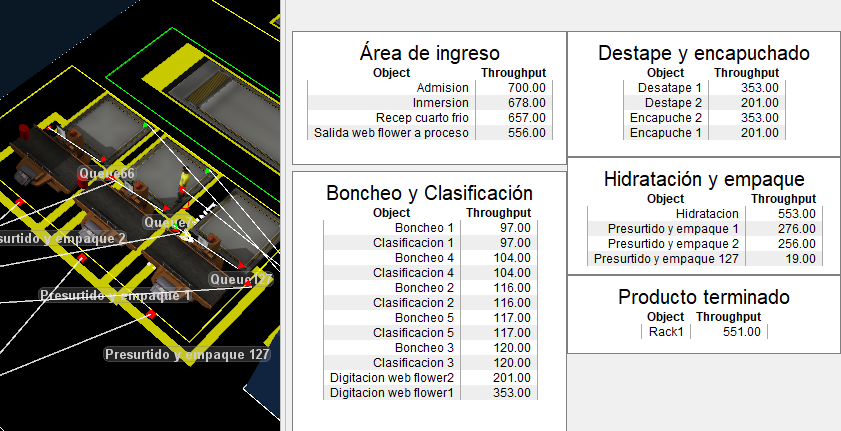 Queue66
Queue7
surtido y empaque 2
Queue127
Presurtido y empaque 1
Presurtido y empaque 127
Área de ingreso
Object Throughput
Admision 700.00
Inmersion 678.00
Recep cuarto frio 657.00
Salida web flower a proceso 556.00
Boncheo y Clasificación
Object Throughput
Boncheo 1 97.00
Clasificacion 1 97.00
Boncheo 4 104.00
Clasificacion 4 104.00
Boncheo 2 116.00
Clasificacion 2 116.00
Boncheo 5 117.00
Clasificacion 5 117.00
Boncheo 3 120.00
Clasificacion 3 120.00
Digitacion web flower2 201.00
Digitacion web flower1 353.00
Destape y encapuchado
Object Throughput
Desatape 1 353.00
Destape 2 201.00
Encapuche 2 353.00
Encapuche 1 201.00
Hidratación y empaque
Object Throughput
Hidratacion 553.00
Presurtido y empaque 1 276.00
Presurtido y empaque 2 256.00
Presurtido y empaque 127 19.00
Producto terminado
Object Throughput
Rack1 551.00